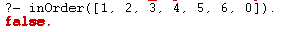 ?- inOrder([1, 2, 3, 4, 5, 6, 0]).
false.